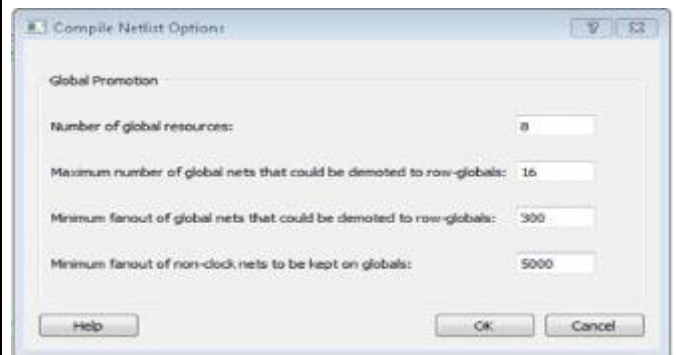 Compile Netlist Options
Global Promotion
Number of global resources: 8
Maximum number of global nets that could be demoted to row-globals: 16
Minimum fanout of global nets that could be demoted to row-globals: 300
Minimum fanout of non-clock nets to be kept on globals: 5000
Help OK Cancel